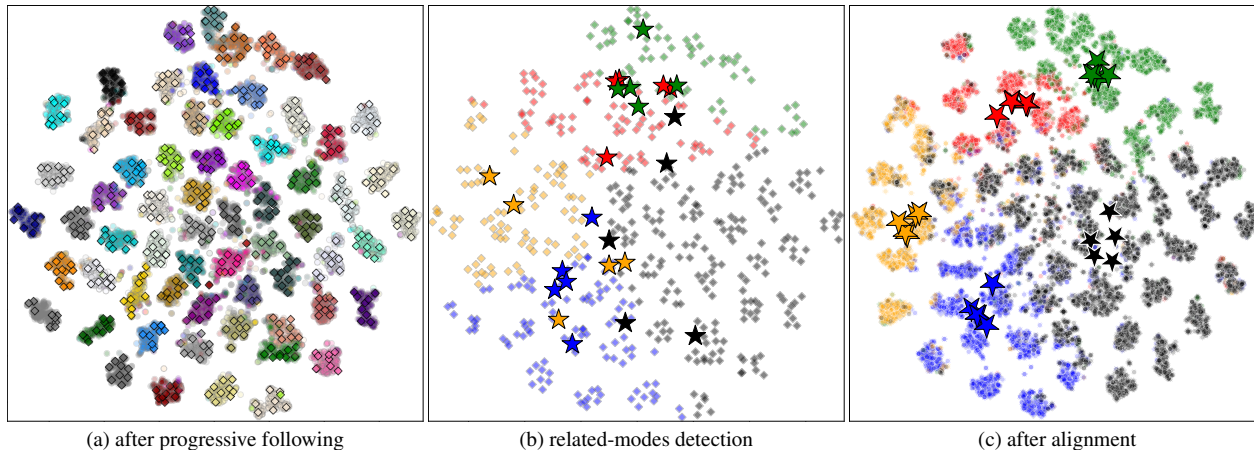 (a) after progressive following
(b) related-modes detection
(c) after alignment